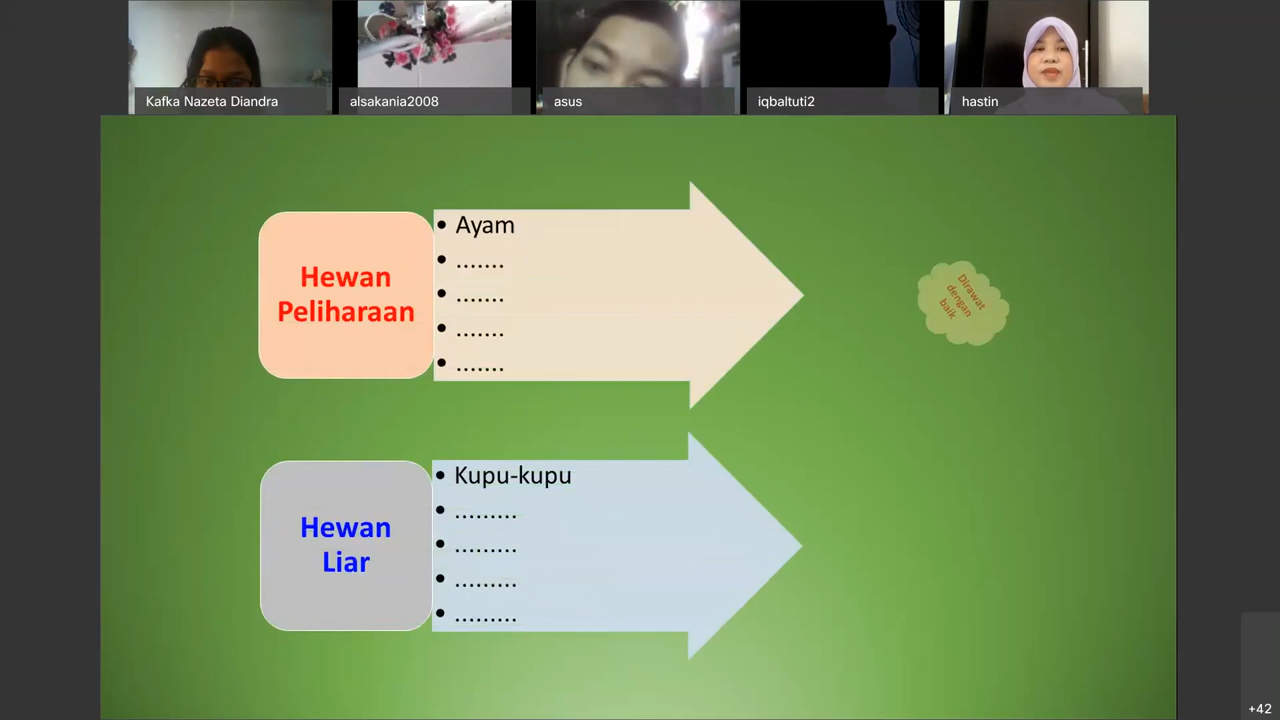 Kafka Nazeta Diandra
alsakania2008
asus
iqbaltuti2
hastin
Hewan
Peliharaan
• Ayam
• .......
• .......
• .......
• .......
Dirawat
dengan
baik
Hewan
Liar
• Kupu-kupu
• .........
• .........
• .........
• .........
+42